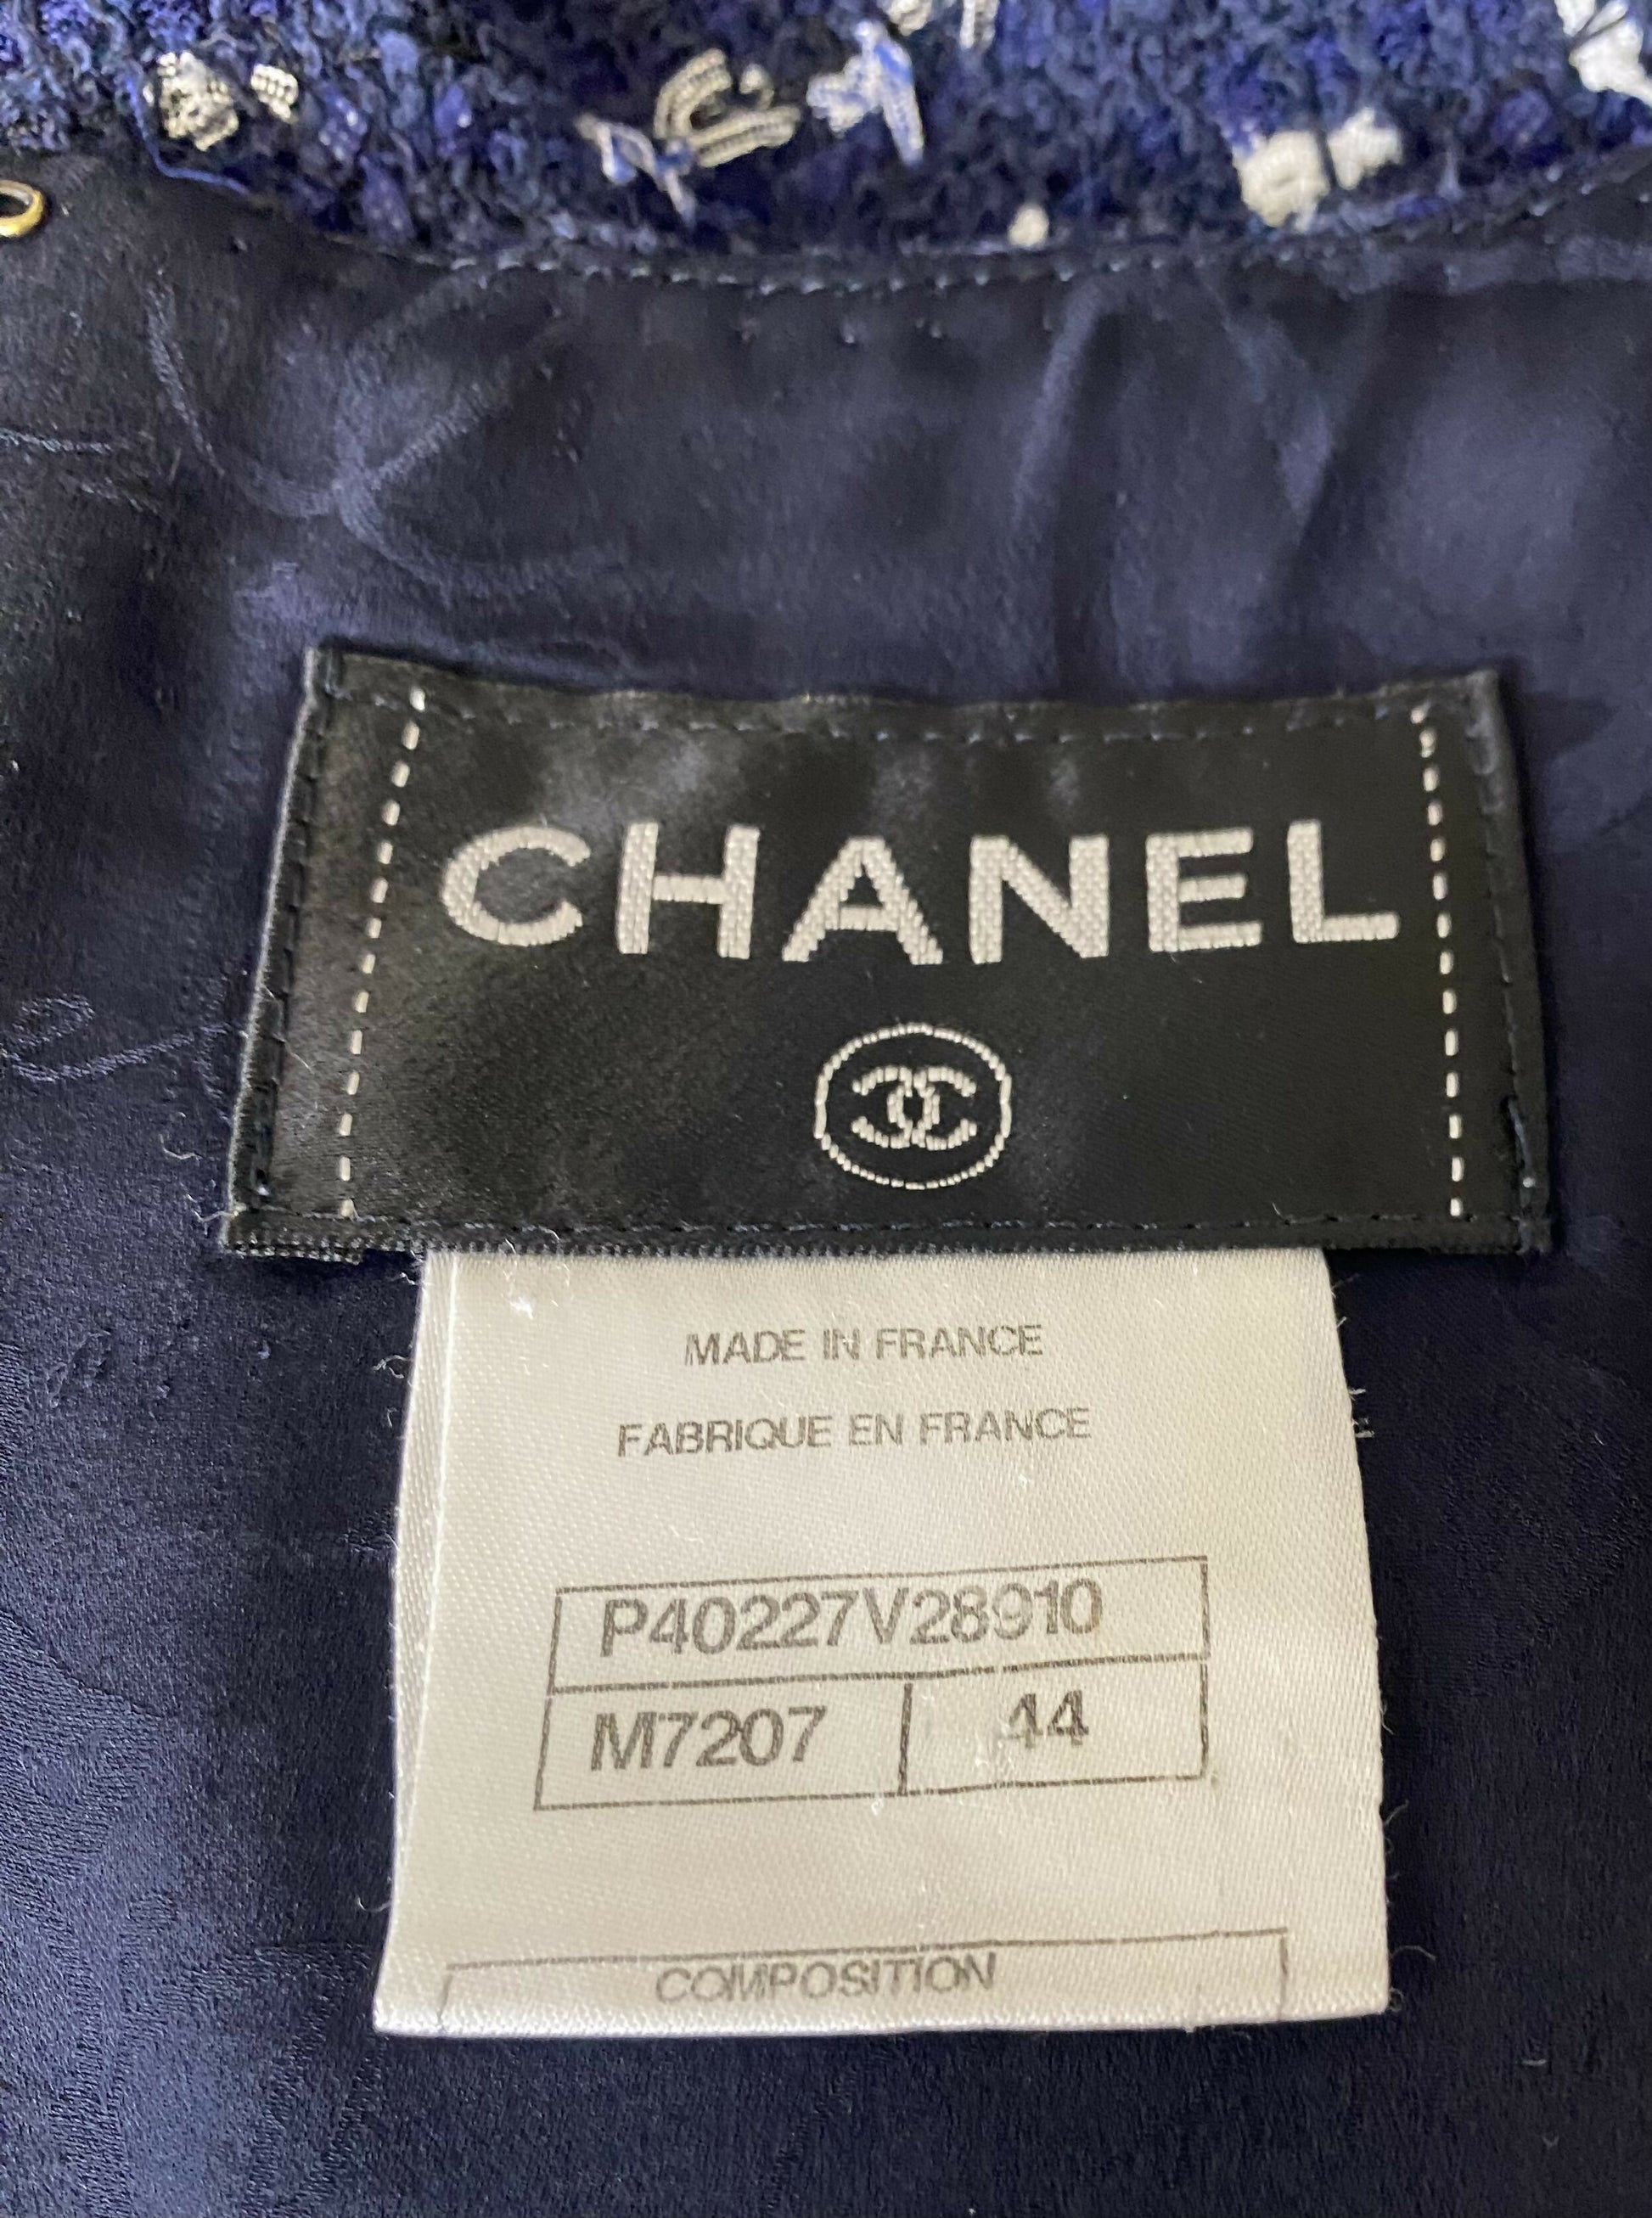 CHANEL
MADE IN FRANCE
FABRIQUE EN FRANCE
P40227V28910
M7207 44
COMPOSITION